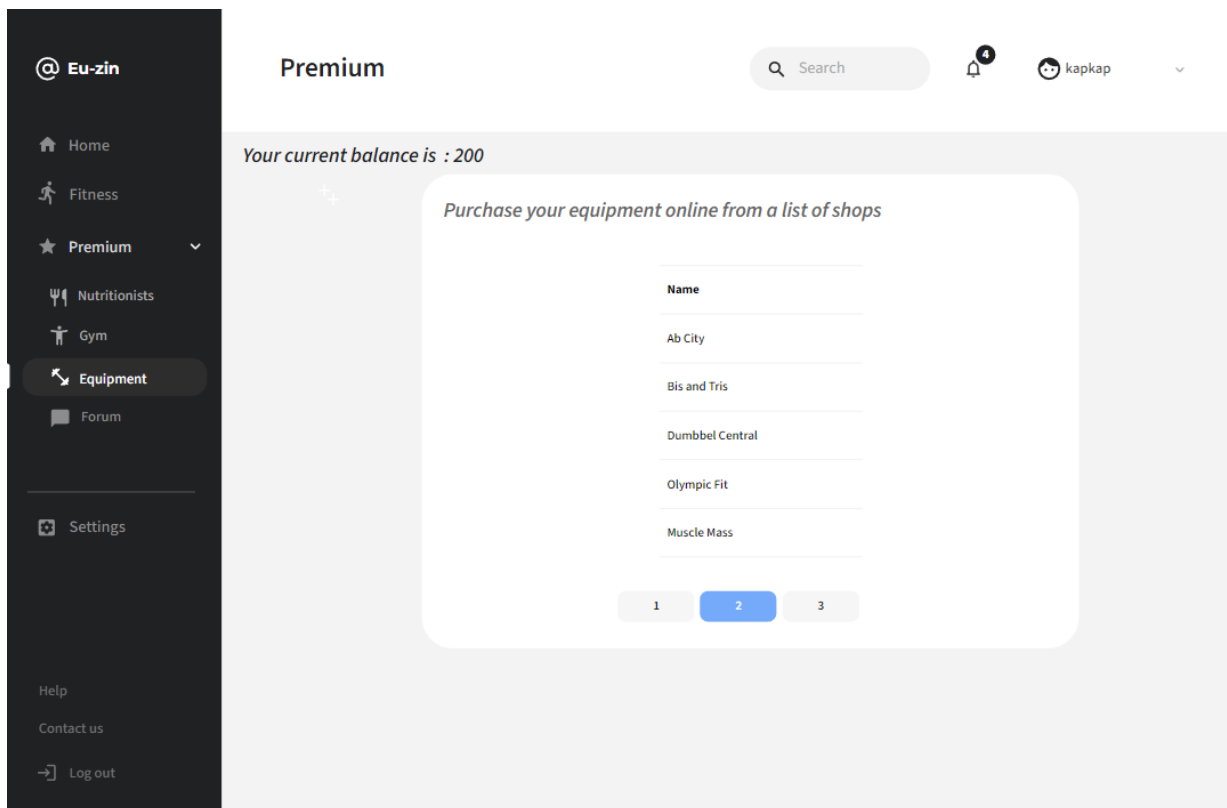 @ Eu-zin
Home
Fitness
Premium
Nutritionists
Gym
Equipment
Forum
Settings
Help
Contact us
Log out
Premium
Search
4
kapkap
Your current balance is : 200
Purchase your equipment online from a list of shops
Name
Ab City
Bis and Tris
Dumbbel Central
Olympic Fit
Muscle Mass
1 2 3